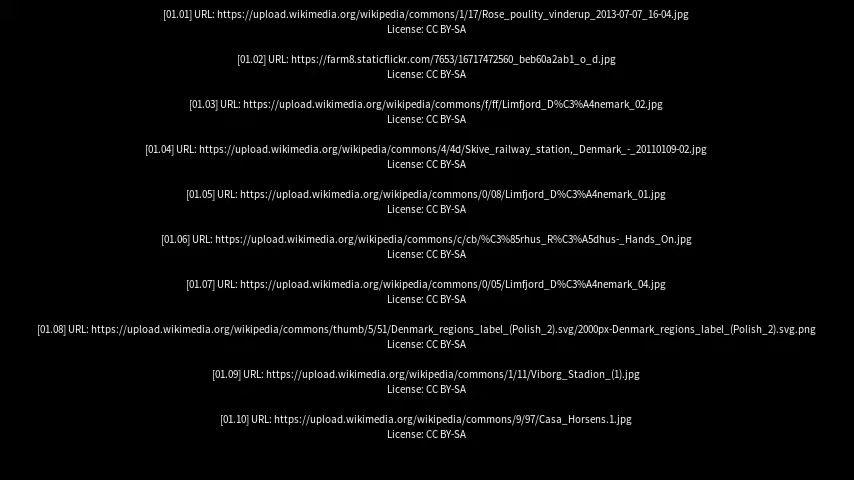 [01.01] URL: https://upload.wikimedia.org/wikipedia/commons/1/17/Rose_poulity_vinderup_2013-07-07_16-04.jpg
License: CC BY-SA
[01.02] URL: https://farm8.staticflickr.com/7653/16717472560_beb60a2ab1_o_d.jpg
License: CC BY-SA
[01.03] URL: https://upload.wikimedia.org/wikipedia/commons/f/ff/Limfjord_D%C3%A4nemark_02.jpg
License: CC BY-SA
[01.04] URL: https://upload.wikimedia.org/wikipedia/commons/4/4d/Skive_railway_station,_Denmark_-_20110109-02.jpg
License: CC BY-SA
[01.05] URL: https://upload.wikimedia.org/wikipedia/commons/0/08/Limfjord_D%C3%A4nemark_01.jpg
License: CC BY-SA
[01.06] URL: https://upload.wikimedia.org/wikipedia/commons/c/cb/%C3%85rhus_R%C3%A5dhus-_Hands_On.jpg
License: CC BY-SA
[01.07] URL: https://upload.wikimedia.org/wikipedia/commons/0/05/Limfjord_D%C3%A4nemark_04.jpg
License: CC BY-SA
[01.08] URL: https://upload.wikimedia.org/wikipedia/commons/thumb/5/51/Denmark_regions_label_(Polish_2).svg/2000px-Denmark_regions_label_(Polish_2).svg.png
License: CC BY-SA
[01.09] URL: https://upload.wikimedia.org/wikipedia/commons/1/11/Viborg_Stadion_(1).jpg
License: CC BY-SA
[01.10] URL: https://upload.wikimedia.org/wikipedia/commons/9/97/Casa_Horsens.1.jpg
License: CC BY-SA